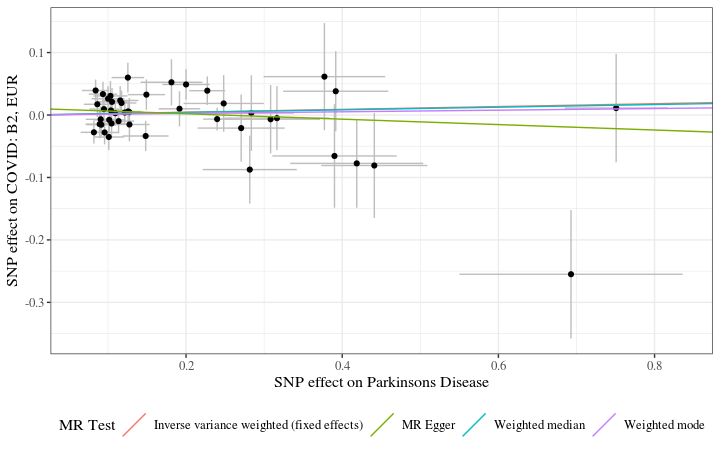 SNP effect on COVID: B2, EUR
0.1
0.0
-0.1
-0.2
-0.3
0.2
0.4
0.6
0.8
SNP effect on Parkinsons Disease
MR Test
Inverse variance weighted (fixed effects)
MR Egger
Weighted median
Weighted mode